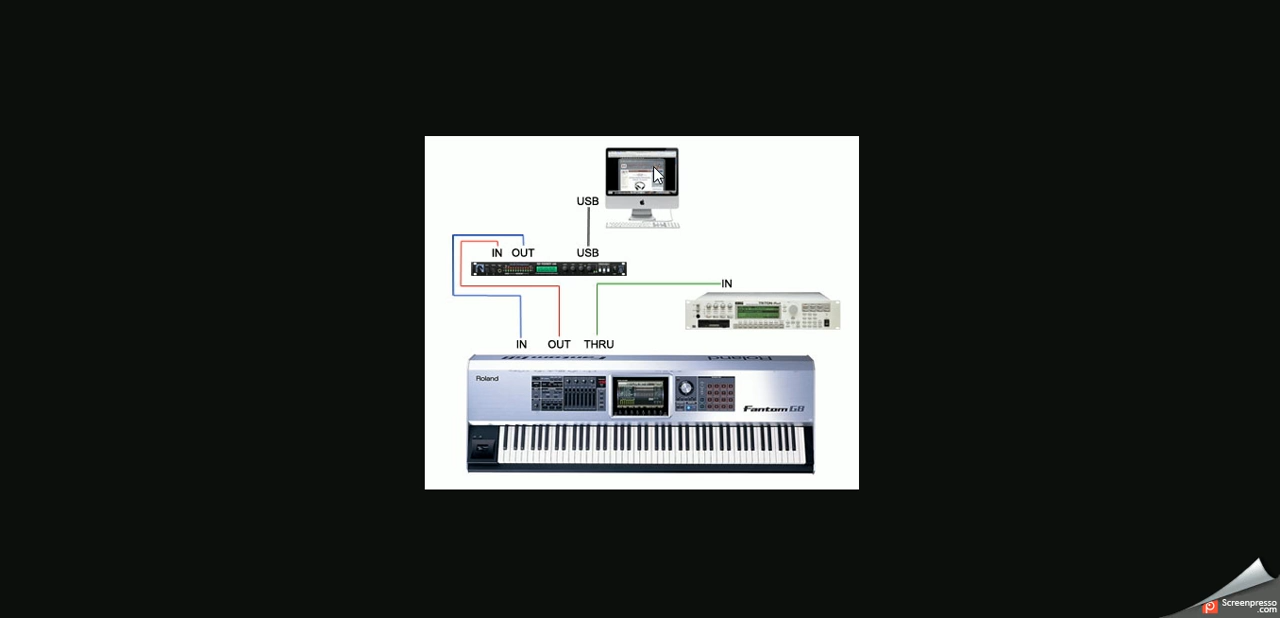 USB
IN OUT USB
IN
IN OUT THRU
Roland
Fantom G8
Screenpresso
.com